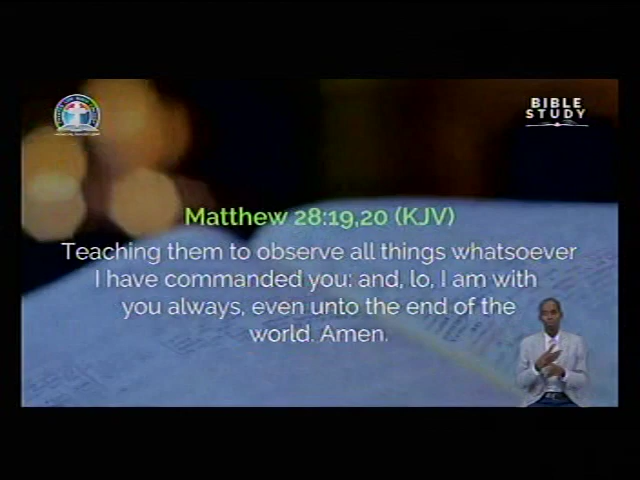 BIBLE
STUDY
Matthew 28:19,20 (KJV)
Teaching them to observe all things whatsoever
I have commanded you: and, lo, I am with
you always, even unto the end of the
world. Amen.